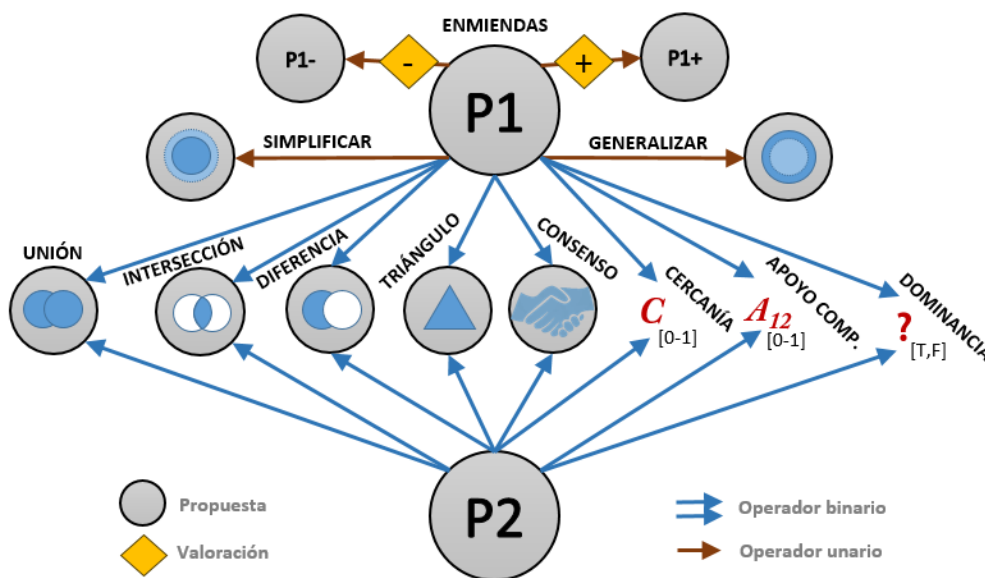 ENMIENDAS
P1-
-
+
P1+
P1
SIMPLIFICAR
GENERALIZAR
UNIÓN
INTERSECCIÓN
DIFERENCIA
TRIÁNGULO
CONSENSO
CERCANÍA
APOYO COMP.
DOMINANCIA
C
[0-1]
A12
[0-1]
?
[T,F]
P2
Propuesta
Valoración
Operador binario
Operador unario